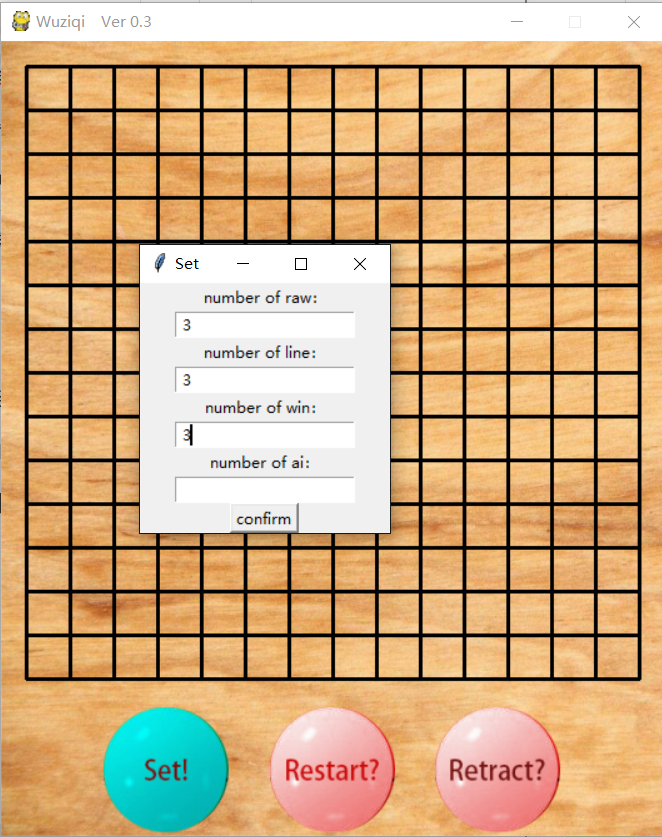 Wuziqi Ver 0.3
Set
number of raw:
3
number of line:
3
number of win:
3
number of ai:
confirm
Set!
Restart?
Retract?